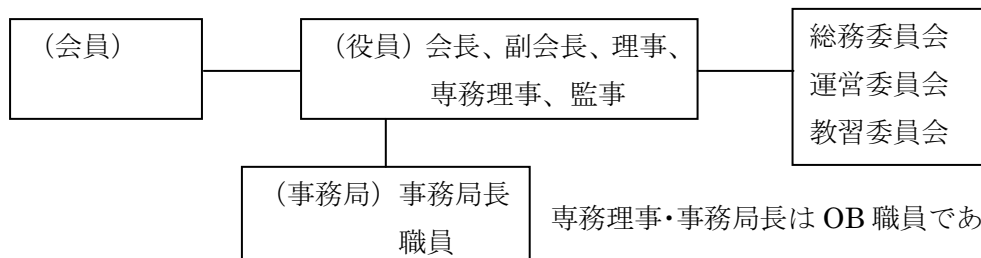 （会員）
（役員）会長、副会長、理事、
専務理事、監事
総務委員会
運営委員会
教習委員会
（事務局）事務局長
職員
専務理事・事務局長は OB 職員であ